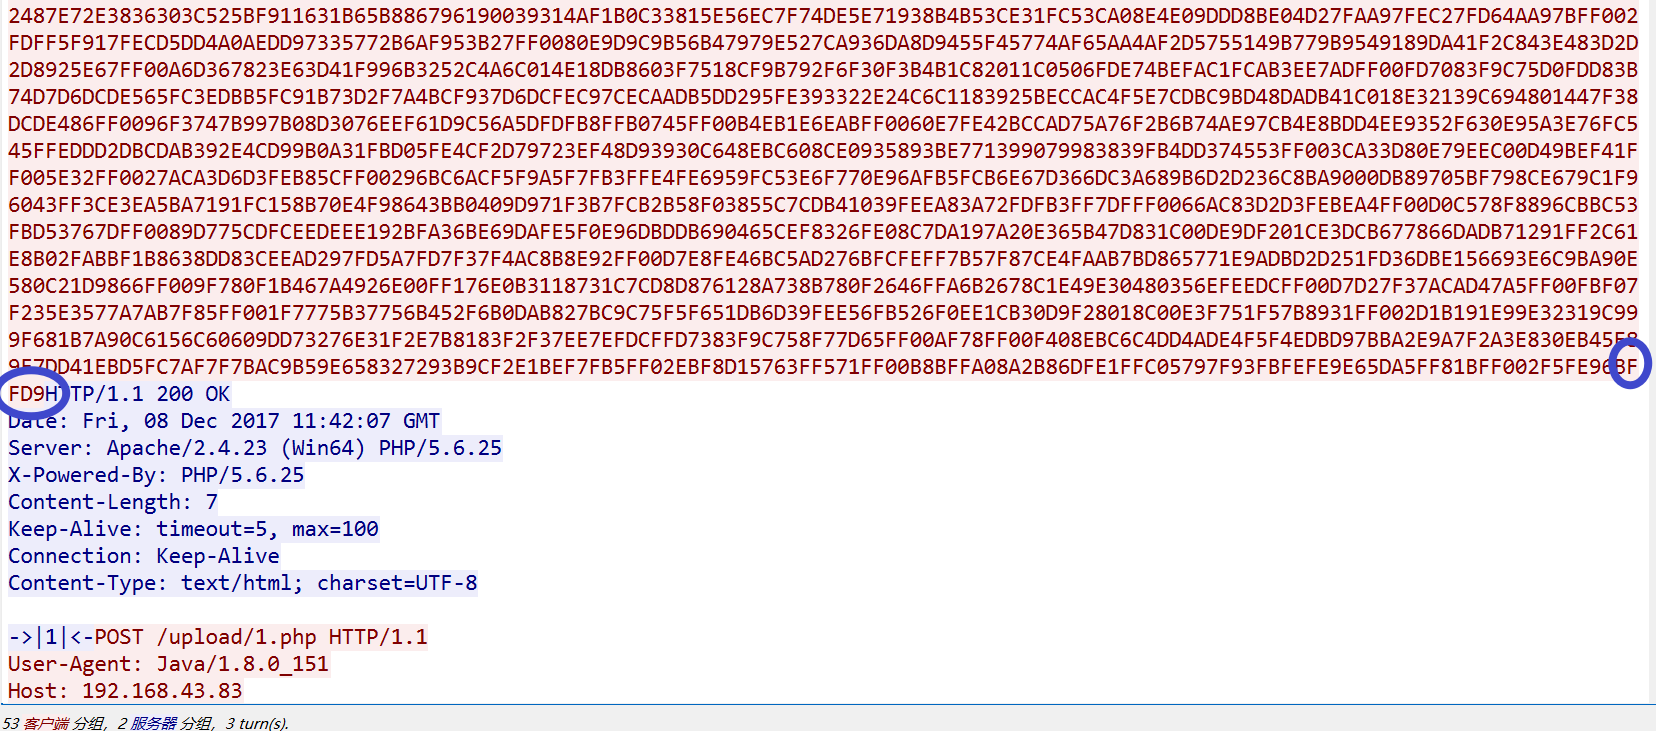 2487E72E3836303C525BF911631B65B886796190039314AF1B0C33815E56EC7F74DE5E71938B4B53CE31FC53CA08E4E09DDD8BE04D27FAA97FEC27FD64AA97BFF002
FDFF5F917FECD5DD4A0AEDD97335772B6AF953B27FF0080E9D9C9B56B47979E527CA936DA8D9455F45774AF65AA4AF2D5755149B779B9549189DA41F2C843E483D2D
2D8925E67FF00A6D367823E63D41F996B3252C4A6C014E18DB8603F7518CF9B792F6F30F3B4B1C82011C0506FDE74BEFAC1FCAB3EE7ADFF00FD7083F9C75D0FDD83B
74D7D6DCDE565FC3EDBB5FC91B73D2F7A4BCF937D6DCFEC97CECAADB5DD295FE393322E24C6C1183925BECCAC4F5E7CDBC9BD48DADB41C018E32139C694801447F38
DCDE486FF0096F3747B997B08D3076EEF61D9C56A5DFDFB8FFB0745FF00B4EB1E6EABFF0060E7FE42BCCAD75A76F2B6B74AE97CB4E8BDD4EE9352F630E95A3E76FC5
45FFEDDD2DBCDAB392E4CD99B0A31FBD05FE4CF2D79723EF48D93930C648EBC608CE0935893BE771399079983839FB4DD374553FF003CA33D80E79EEC00D49BEF41F
F005E32FF0027ACA3D6D3FEB85CFF00296BC6ACF5F9A5F7FB3FFE4FE6959FC53E6F770E96AFB5FCB6E67D366DC3A689B6D2D236C8BA9000DB89705BF798CE679C1F9
6043FF3CE3EA5BA7191FC158B70E4F98643BB0409D971F3B7FCB2B58F03855C7CDB41039FEEA83A72FDFB3FF7DFFF0066AC83D2D3FEBEA4FF00D0C578F8896CBBC53
FBD53767DFF0089D775CDFCEEDEEE192BFA36BE69DAFE5F0E96DBDDB690465CEF8326FE08C7DA197A20E365B47D831C00DE9DF201CE3DCB677866DADB71291FF2C61
E8B02FABBF1B8638DD83CEEAD297FD5A7FD7F37F4AC8B8E92FF00D7E8FE46BC5AD276BFCFEFF7B57F87CE4FAAB7BD865771E9ADBD2D251FD36DBE156693E6C9BA90E
580C21D9866FF009F780F1B467A4926E00FF176E0B3118731C7CD8D876128A738B780F2646FFA6B2678C1E49E30480356EFEEDCFF00D7D27F37ACAD47A5FF00FBF07
F235E3577A7AB7F85FF001F7775B37756B452F6B0DAB827BC9C75F5F651DB6D39FEE56FB526F0EE1CB30D9F28018C00E3F751F57B8931FF002D1B191E99E32319C99
9F681B7A90C6156C60609DD73276E31F2E7B8183F2F37EE7EFDCFFD7383F9C758F77D65FF00AF78FF00F408EBC6C4DD4ADE4F5F4EDBD97BBA2E9A7F2A3E830EB45E
DD41EBD5FC7AF7F7BAC9B59E658327293B9CF2E1BEF7FB5FF02EBF8D15763FF571FF00B8BFFA08A2B86DFE1FFC05797F93FBFEFE9E65DA5FF81BFF002F5FE96BF
FD9HTTP/1.1 200 OK
Date: Fri, 08 Dec 2017 11:42:07 GMT
Server: Apache/2.4.23 (Win64) PHP/5.6.25
X-Powered-By: PHP/5.6.25
Content-Length: 7
Keep-Alive: timeout=5, max=100
Connection: Keep-Alive
Content-Type: text/html; charset=UTF-8
->|1|<-POST /upload/1.php HTTP/1.1
User-Agent: Java/1.8.0_151
Host: 192.168.43.83
53 客户端 分组，2 服务器 分组，3 turn(s).